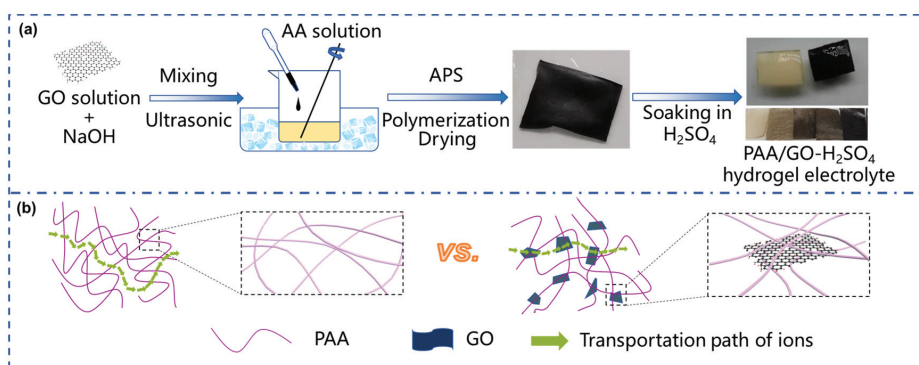 (a)
GO solution
+
NaOH
Mixing
Ultrasonic
AA solution
APS
Polymerization
Drying
Soaking in
H₂SO₄
PAA/GO-H₂SO₄
hydrogel electrolyte
(b)
VS.
PAA
GO
Transportation path of ions